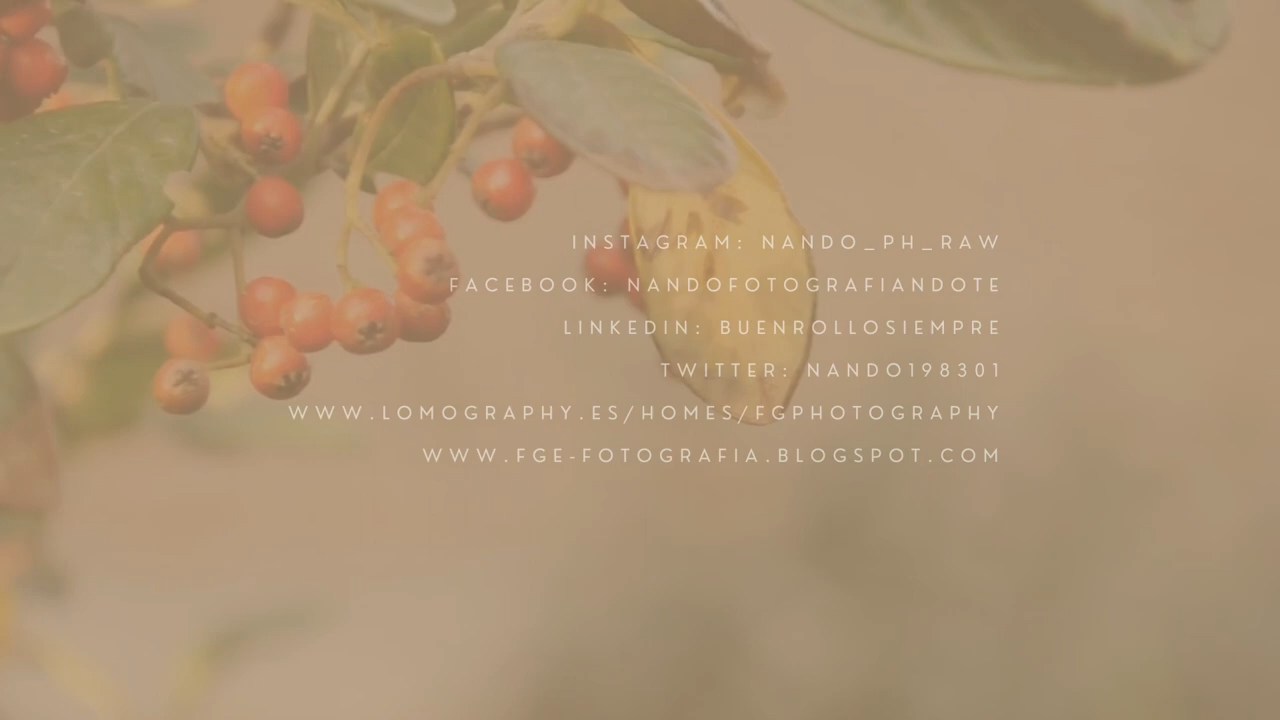 INSTAGRAM: NANDO_PH_RAW
FACEBOOK: NANDOFOTOGRAFIANDOTE
LINKEDIN: BUENROLLOSIEMPRE
TWITTER: NANDO198301
WWW.LOMOGRAPHY.ES/HOMES/FGPHOTOGRAPHY
WWW.FGE-FOTOGRAFIA.BLOGSPOT.COM